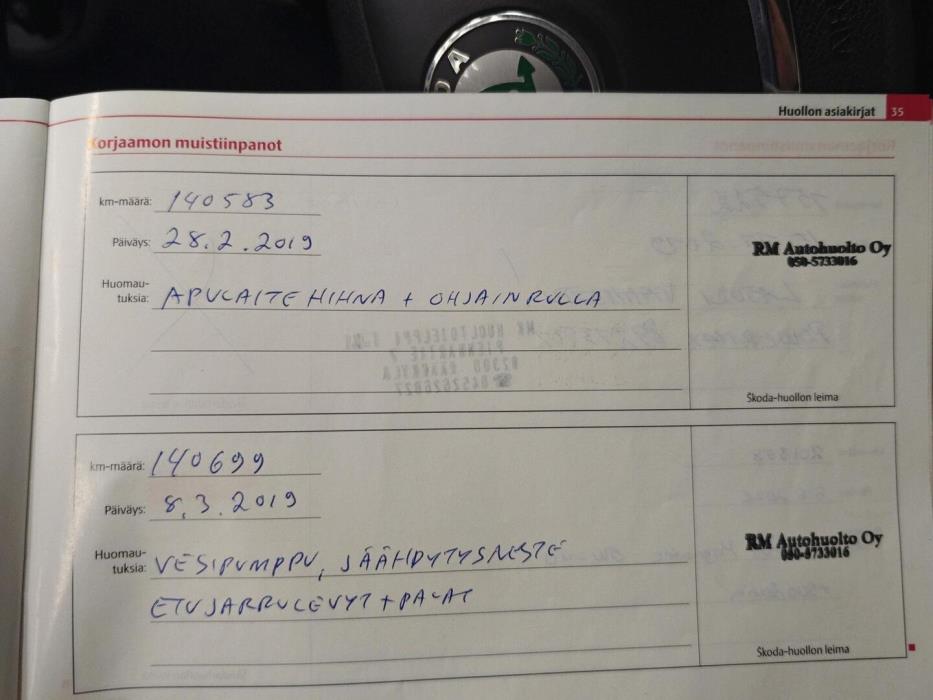 DA
Huollon asiakirjat 35
Korjaamon muistiinpanot
km-määrä: 140583
Päiväys: 28.2.2019
Huomau-
tuksia: APULAITEHIHNA + OHJAINRULLA
RM Autohuolto Oy
050-5733016
Škoda-huollon leima
km-määrä: 140699
Päiväys: 8.3.2019
Huomau-
tuksia: VESIPUMPPU, JÄÄHDYTYSNESTE
ETUJARRULEVYT + PALAT
RM Autohuolto Oy
050-5733016
Škoda-huollon leima